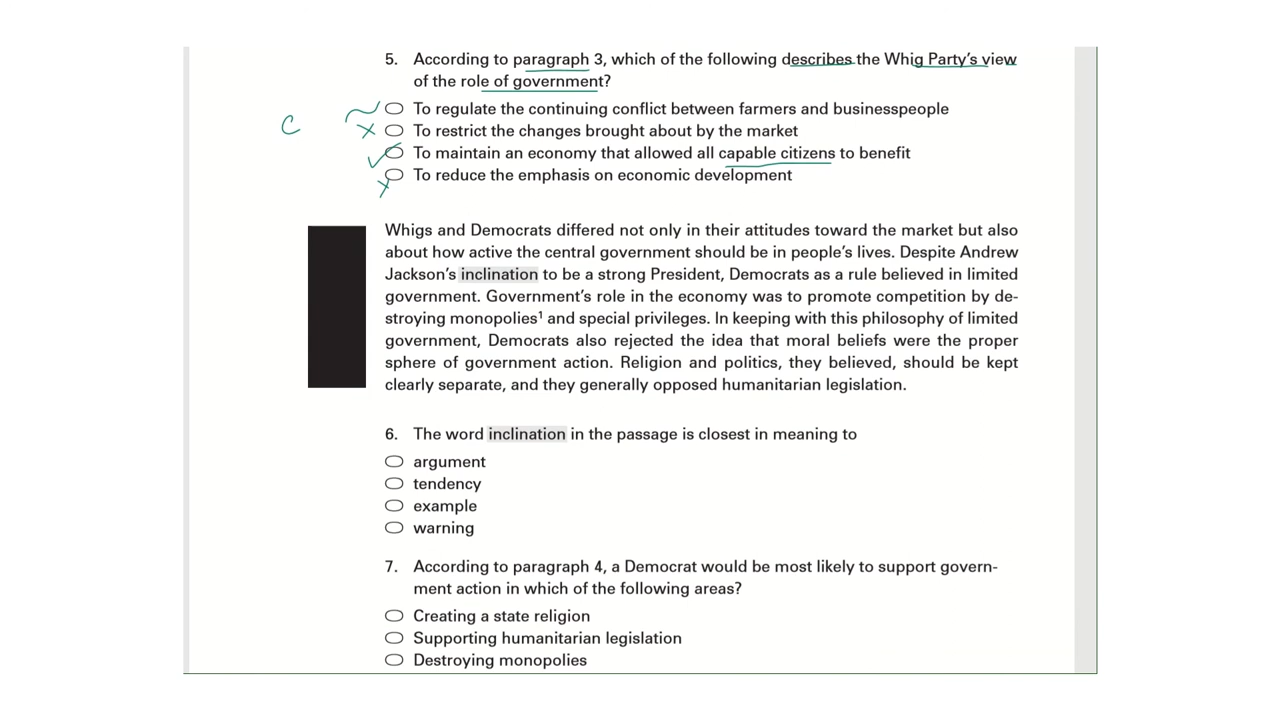 5. According to paragraph 3, which of the following describes the Whig Party's view
of the role of government?
To regulate the continuing conflict between farmers and businesspeople
C
To restrict the changes brought about by the market
To maintain an economy that allowed all capable citizens to benefit
To reduce the emphasis on economic development
Whigs and Democrats differed not only in their attitudes toward the market but also
about how active the central government should be in people's lives. Despite Andrew
Jackson's inclination to be a strong President, Democrats as a rule believed in limited
government. Government's role in the economy was to promote competition by de-
stroying monopolies¹ and special privileges. In keeping with this philosophy of limited
government, Democrats also rejected the idea that moral beliefs were the proper
sphere of government action. Religion and politics, they believed, should be kept
clearly separate, and they generally opposed humanitarian legislation.
6. The word inclination in the passage is closest in meaning to
argument
tendency
example
warning
7. According to paragraph 4, a Democrat would be most likely to support govern-
ment action in which of the following areas?
Creating a state religion
Supporting humanitarian legislation
Destroying monopolies